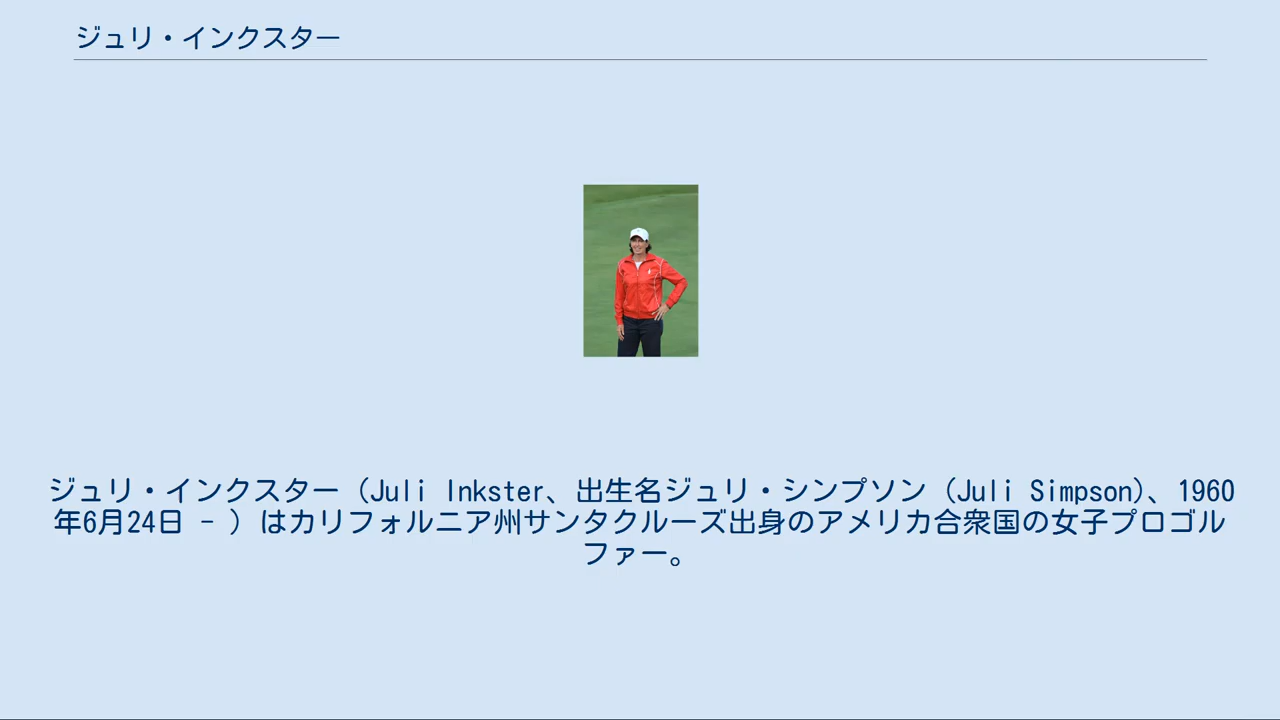 ジュリ・インクスター
ジュリ・インクスター（Juli Inkster、出生名ジュリ・シンプソン（Juli Simpson）、1960
年6月24日 - ）はカリフォルニア州サンタクルーズ出身のアメリカ合衆国の女子プロゴル
ファー。